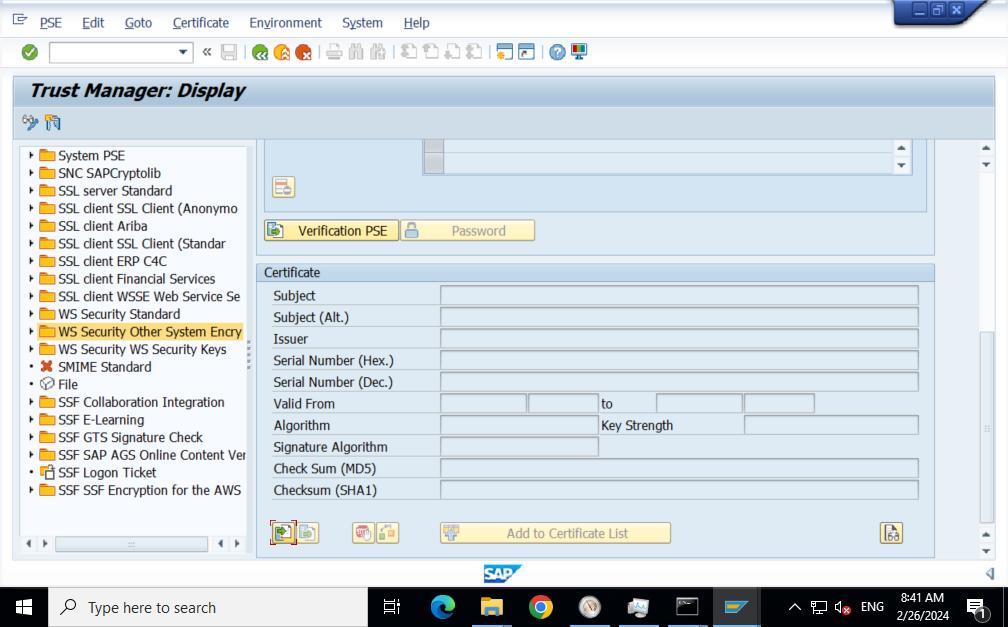 PSE Edit Goto Certificate Environment System Help
Trust Manager: Display
System PSE
SNC SAPCryptolib
SSL server Standard
SSL client SSL Client (Anonymo
SSL client Ariba
SSL client SSL Client (Standar
SSL client ERP C4C
SSL client Financial Services
SSL client WSSE Web Service Se
WS Security Standard
WS Security Other System Encry
WS Security WS Security Keys
SMIME Standard
File
SSF Collaboration Integration
SSF E-Learning
SSF GTS Signature Check
SSF SAP AGS Online Content Ver
SSF Logon Ticket
SSF SSF Encryption for the AWS
Verification PSE Password
Certificate
Subject
Subject (Alt.)
Issuer
Serial Number (Hex.)
Serial Number (Dec.)
Valid From to
Algorithm Key Strength
Signature Algorithm
Check Sum (MD5)
Checksum (SHA1)
Add to Certificate List
SAP
Type here to search
ENG
8:41 AM
2/26/2024
1